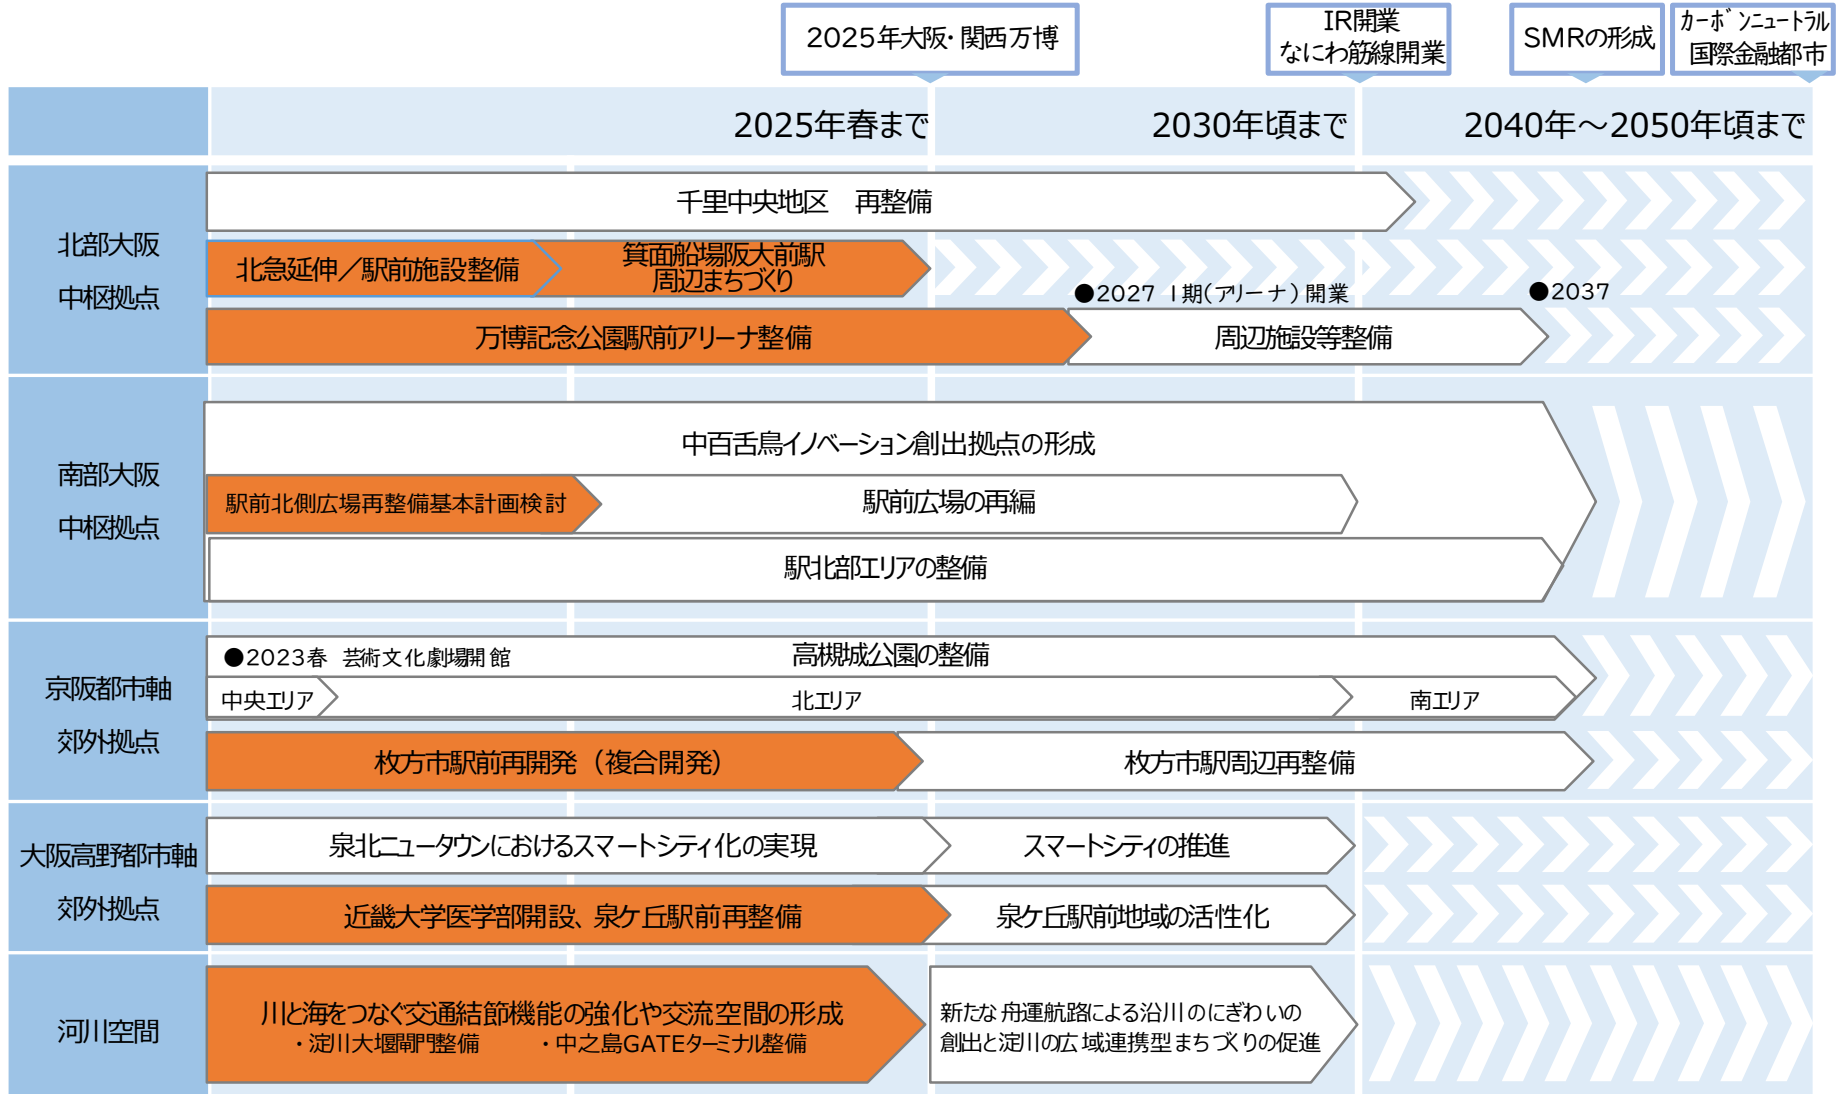 2025年大阪・関西万博
IR開業
なにわ筋線開業
SMRの形成
カーボンニュートラル
国際金融都市
2025年春まで
2030年頃まで
2040年～2050年頃まで
北部大阪
中枢拠点
千里中央地区　再整備
北急延伸／駅前施設整備
箕面船場阪大前駅
周辺まちづくり
●2027 Ⅰ期(アリーナ)開業
●2037
万博記念公園駅前アリーナ整備
周辺施設等整備
南部大阪
中枢拠点
中百舌鳥イノベーション創出拠点の形成
駅前北側広場再整備基本計画検討
駅前広場の再編
駅北部エリアの整備
京阪都市軸
郊外拠点
●2023春 芸術文化劇場開館
高槻城公園の整備
中央エリア
北エリア
南エリア
枚方市駅前再開発（複合開発）
枚方市駅周辺再整備
大阪高野都市軸
郊外拠点
泉北ニュータウンにおけるスマートシティ化の実現
スマートシティの推進
近畿大学医学部開設、泉ケ丘駅前再整備
泉ケ丘駅前地域の活性化
河川空間
川と海をつなぐ交通結節機能の強化や交流空間の形成
・淀川大堰閘門整備　・中之島GATEターミナル整備
新たな舟運航路による沿川のにぎわいの
創出と淀川の広域連携型まちづくりの促進